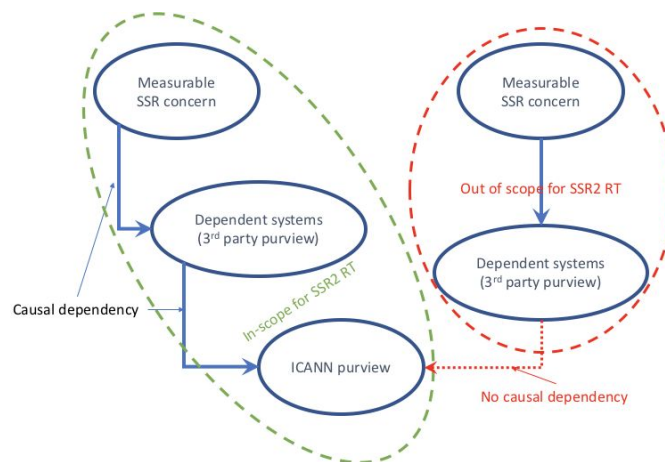 Measurable
SSR concern
Measurable
SSR concern
Out of scope for SSR2 RT
Dependent systems
(3rd party purview)
Dependent systems
(3rd party purview)
Causal dependency
In-scope for SSR2 RT
ICANN purview
No causal dependency